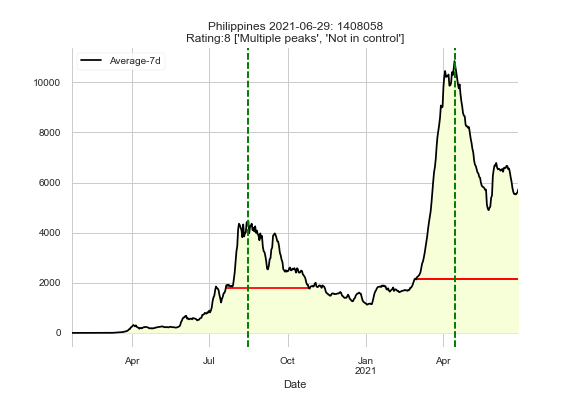 Philippines 2021-06-29: 1408058
Rating:8 ['Multiple peaks', 'Not in control']
Average-7d
10000
8000
6000
4000
2000
0
Apr
Jul
Oct
Jan
2021
Apr
Date